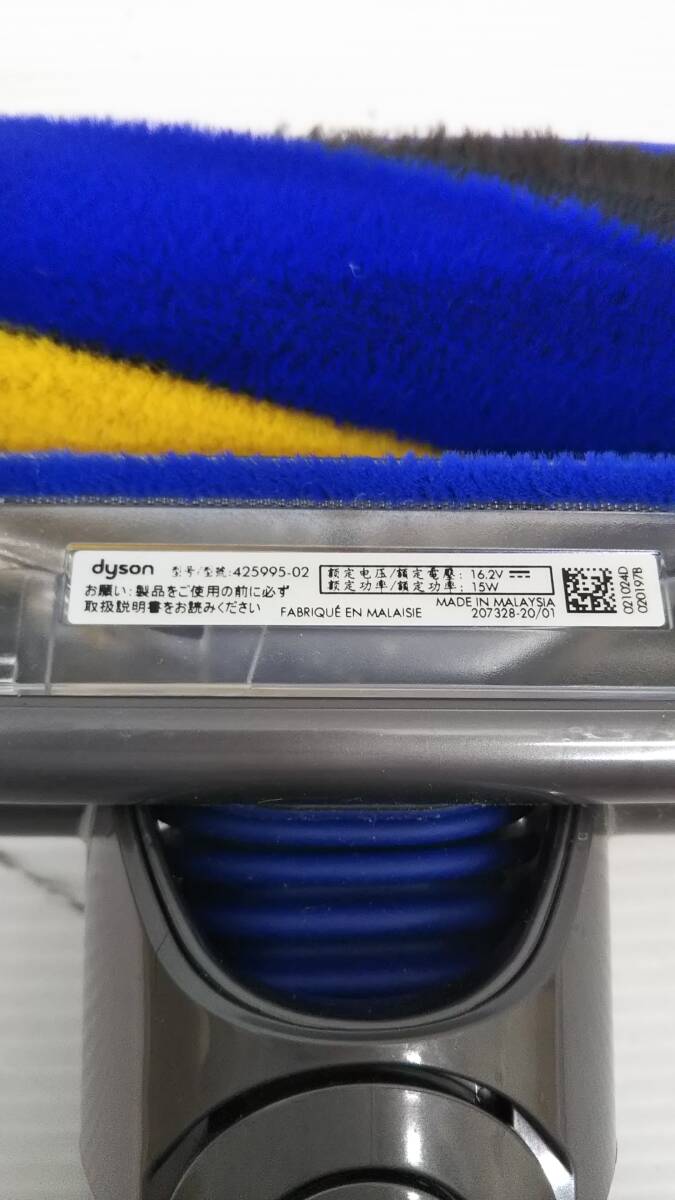 dyson 型号/型號:425995-02
お願い:製品をご使用の前に必ず
取扱説明書をお読みください
FABRIQUÉ EN MALAISIE
额定电压/額定電壓: 16.2V ⎓
额定功率/額定功率: 15W
MADE IN MALAYSIA
207328-20/01
021024D
020197B